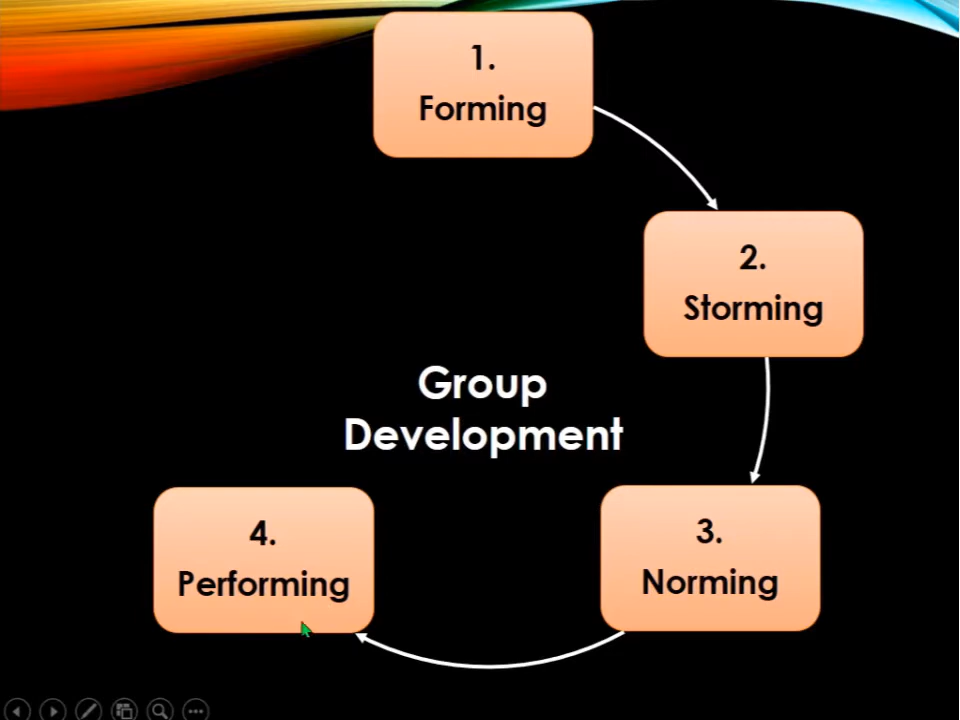 1.
Forming
2.
Storming
Group
Development
3.
Norming
4.
Performing